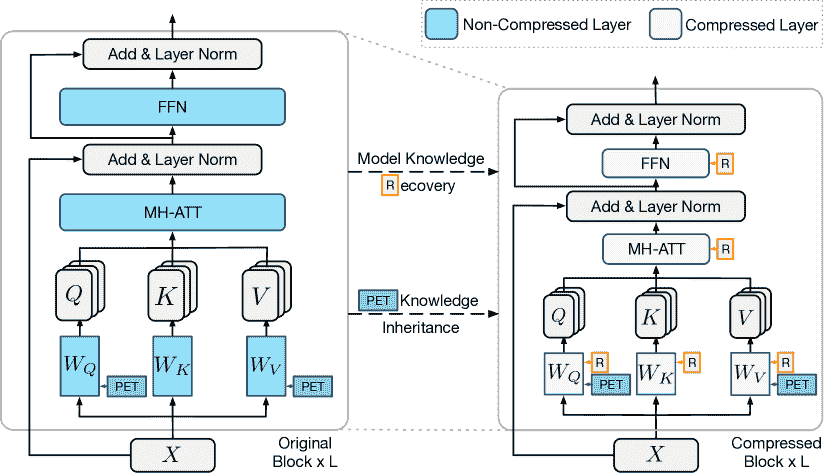 Non-Compressed Layer
Compressed Layer
Add & Layer Norm
FFN
Add & Layer Norm
MH-ATT
Q
K
V
W_Q
W_K
W_V
PET
PET
X
Original
Block x L
Model Knowledge
R ecovery
PET Knowledge
Inheritance
Add & Layer Norm
FFN
R
Add & Layer Norm
MH-ATT
R
Q
K
V
W_Q
R
PET
W_K
R
W_V
R
PET
X
Compressed
Block x L